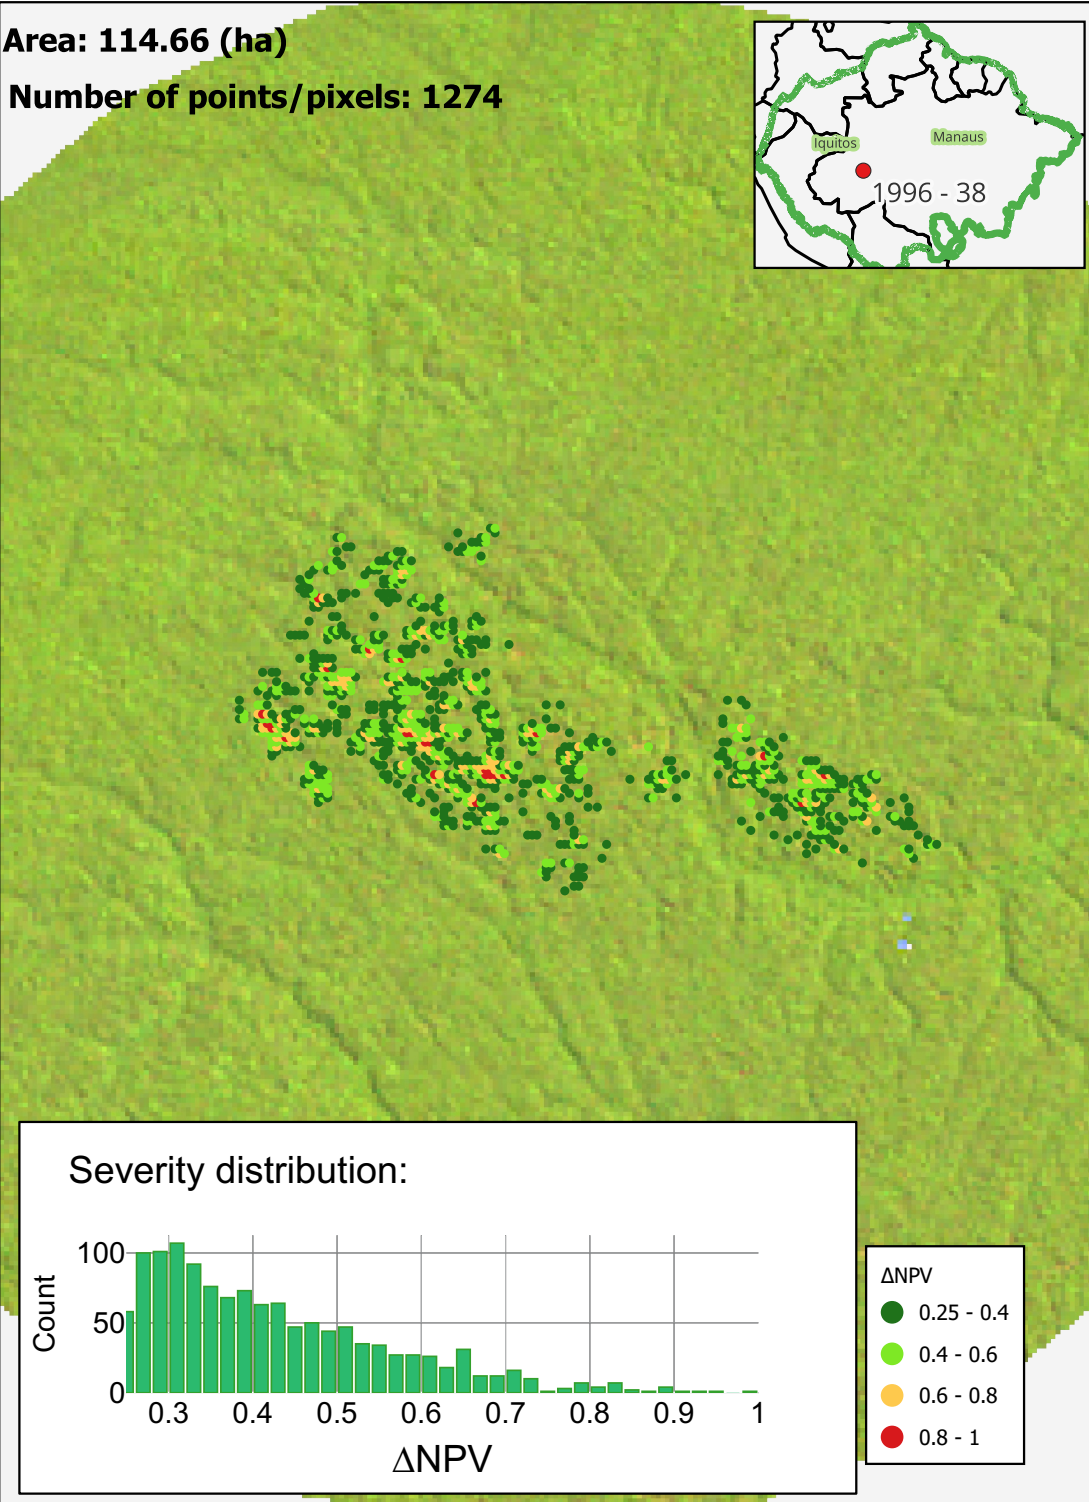 Area: 114.66 (ha)
Number of points/pixels: 1274
Iquitos
Manaus
1996 - 38
Severity distribution:
Count
100
50
0
0.3 0.4 0.5 0.6 0.7 0.8 0.9 1
ΔNPV
ΔNPV
0.25 - 0.4
0.4 - 0.6
0.6 - 0.8
0.8 - 1